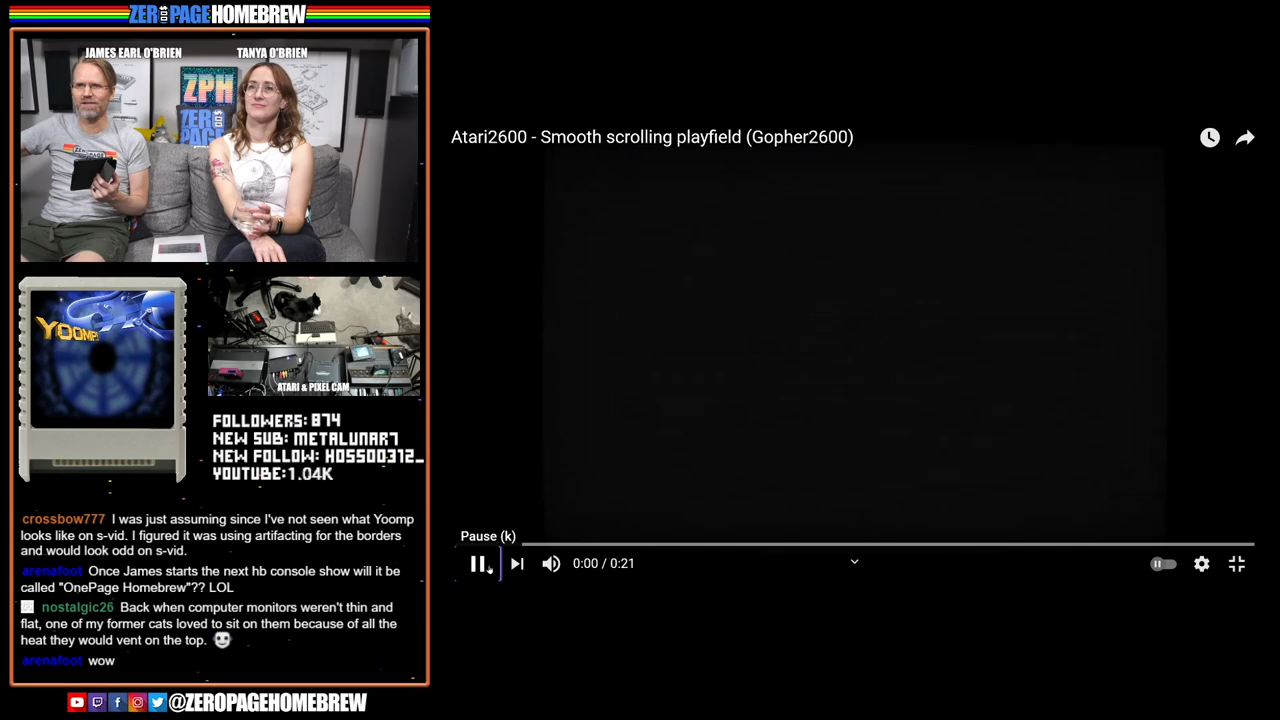 ZEROPAGE HOMEBREW
JAMES EARL O'BRIEN
TANYA O'BRIEN
ZPH
ZERO
PAGE
YOOMP!
ATARI & PIXEL CAM
FOLLOWERS: 874
NEW SUB: METALUNAR7
NEW FOLLOW: HOSS00312_
YOUTUBE:1.04K
crossbow777 I was just assuming since I've not seen what Yoomp
looks like on s-vid. I figured it was using artifacting for the borders
and would look odd on s-vid.
arenafoot Once James starts the next hb console show will it be
called "OnePage Homebrew"?? LOL
nostalgic26 Back when computer monitors weren't thin and
flat, one of my former cats loved to sit on them because of all the
heat they would vent on the top.
arenafoot wow
@ZEROPAGEHOMEBREW
Atari2600 - Smooth scrolling playfield (Gopher2600)
Pause (k)
0:00 / 0:21